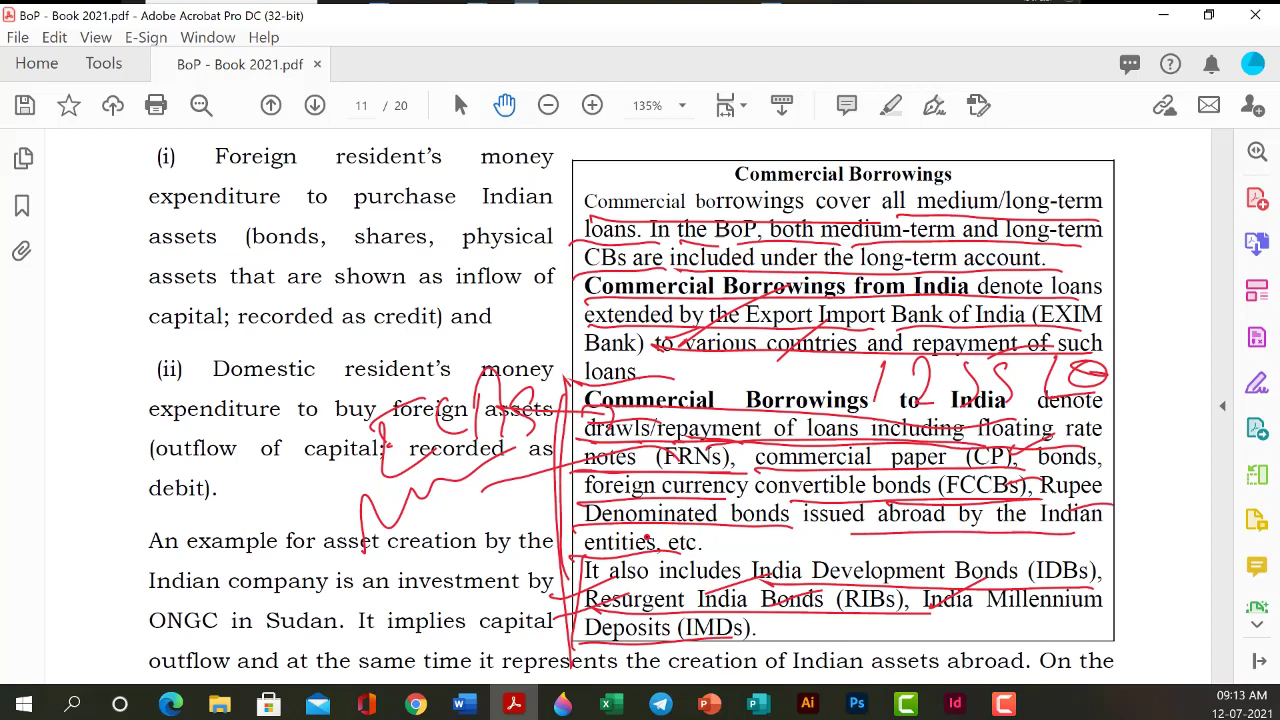 BoP - Book 2021.pdf - Adobe Acrobat Pro DC (32-bit)
File Edit View E-Sign Window Help
Home Tools BoP - Book 2021.pdf ×
11 / 20 135%
(i) Foreign resident's money
expenditure to purchase Indian
assets (bonds, shares, physical
assets that are shown as inflow of
capital; recorded as credit) and
(ii) Domestic resident's money
expenditure to buy foreign assets
(outflow of capital; recorded as
debit).
An example for asset creation by the
Indian company is an investment by
ONGC in Sudan. It implies capital
Commercial Borrowings
Commercial borrowings cover all medium/long-term
loans. In the BoP, both medium-term and long-term
CBs are included under the long-term account.
Commercial Borrowings from India denote loans
extended by the Export Import Bank of India (EXIM
Bank) to various countries and repayment of such
loans
Commercial Borrowings to India denote
drawls/repayment of loans including floating rate
notes (FRNs), commercial paper (CP), bonds,
foreign currency convertible bonds (FCCBs), Rupee
Denominated bonds issued abroad by the Indian
entities, etc.
It also includes India Development Bonds (IDBs),
Resurgent India Bonds (RIBs), India Millennium
Deposits (IMDs).
outflow and at the same time it represents the creation of Indian assets abroad. On the
09:13 AM
12-07-2021